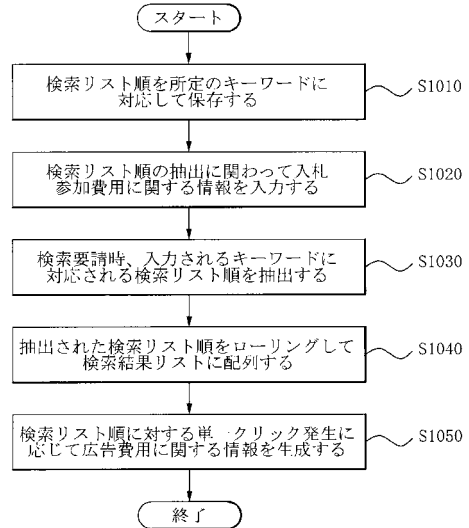 スタート
検索リスト順を所定のキーワードに
対応して保存する
S1010
検索リスト順の抽出に関わって入札
参加費用に関する情報を入力する
S1020
検索要請時、入力されるキーワードに
対応される検索リスト順を抽出する
S1030
抽出された検索リスト順をローリングして
検索結果リストに配列する
S1040
検索リスト順に対する単一クリック発生に
応じて広告費用に関する情報を生成する
S1050
終了